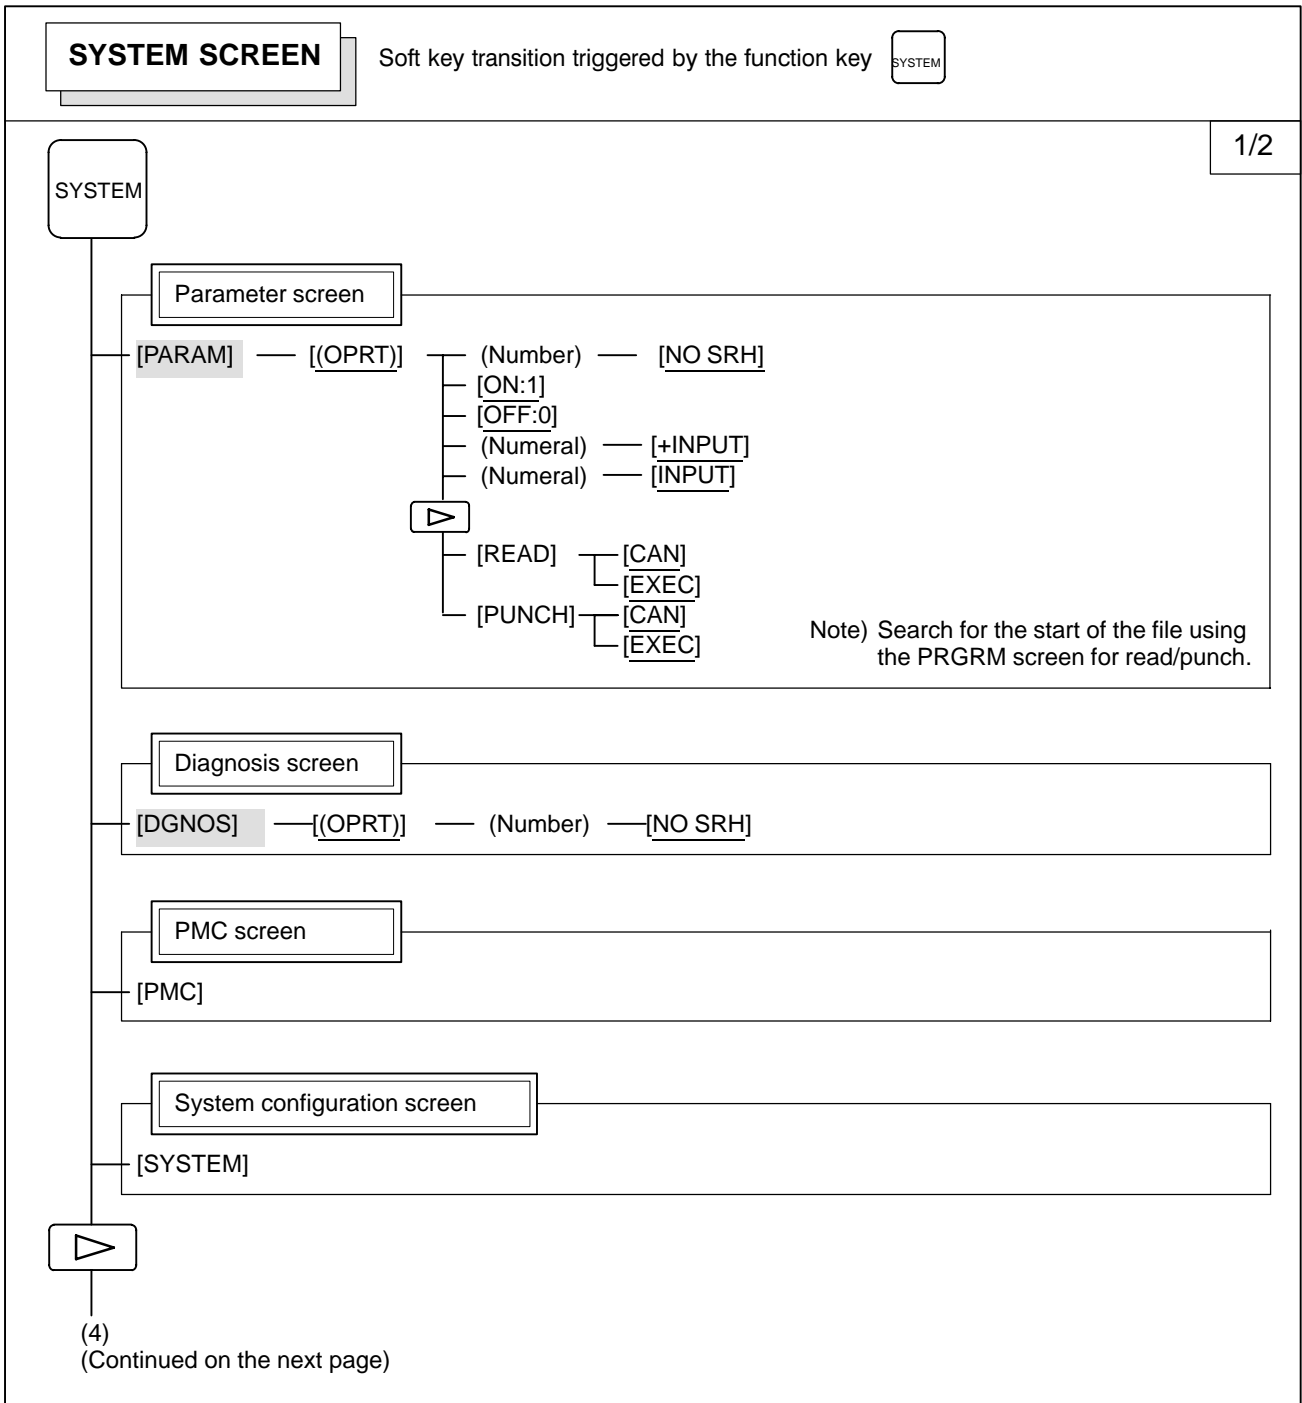 SYSTEM SCREEN Soft key transition triggered by the function key SYSTEM
1/2
SYSTEM
Parameter screen
[PARAM] [(OPRT)] (Number) [NO SRH]
[ON:1]
[OFF:0]
(Numeral) [+INPUT]
(Numeral) [INPUT]
[READ] [CAN]
[EXEC]
[PUNCH] [CAN]
[EXEC]
Note) Search for the start of the file using
the PRGRM screen for read/punch.
Diagnosis screen
[DGNOS] [(OPRT)] (Number) [NO SRH]
PMC screen
[PMC]
System configuration screen
[SYSTEM]
(4)
(Continued on the next page)